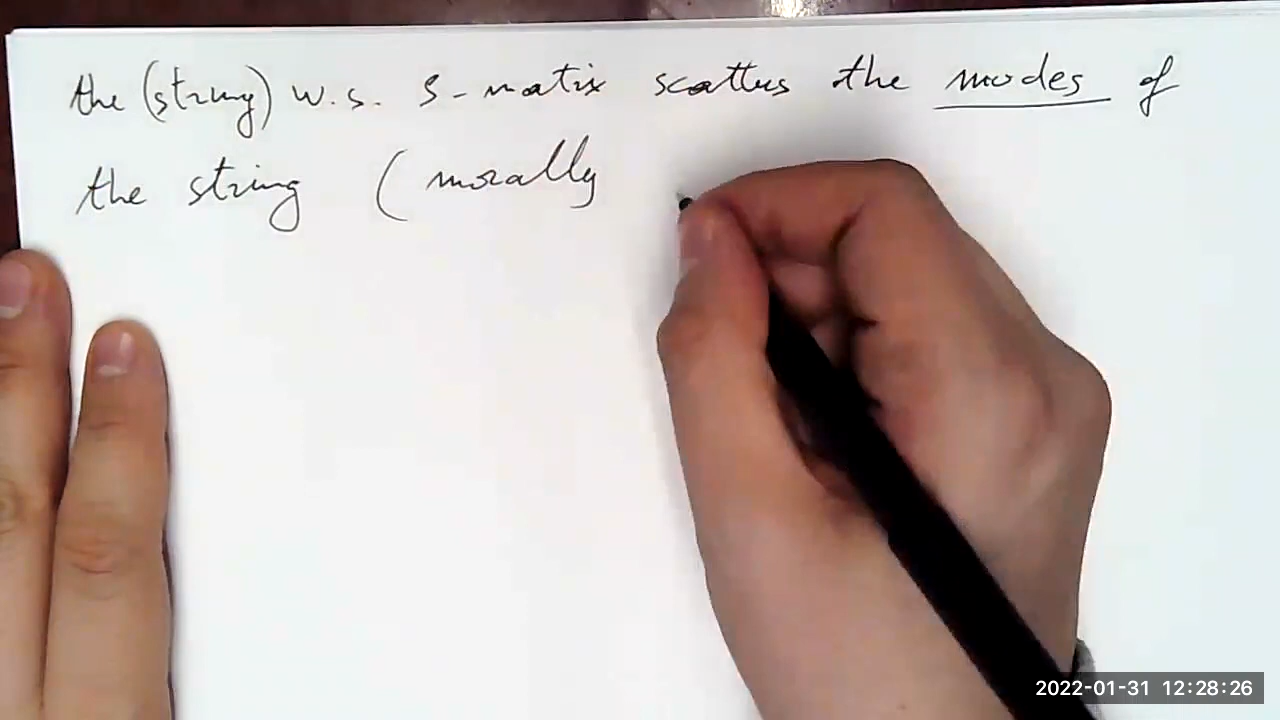 the (string) w.s. S-matrix scatters the modes of
the string ( morally
2022-01-31 12:28:26